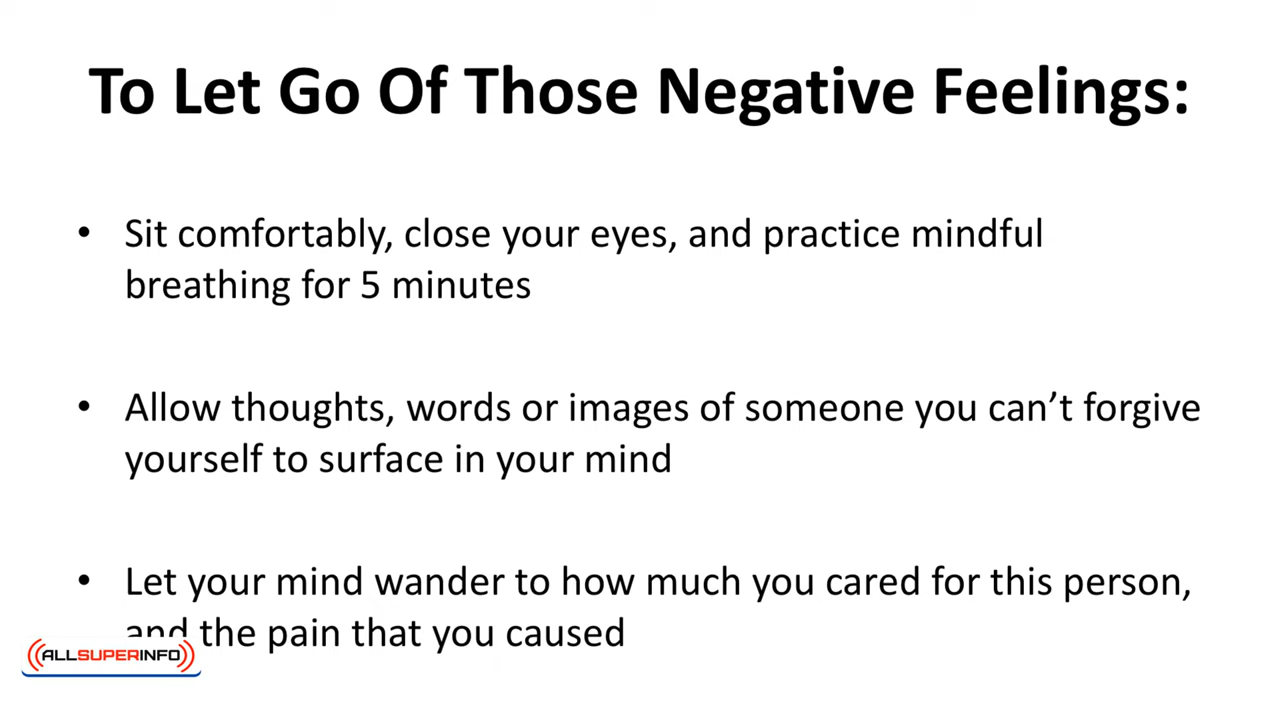 To Let Go Of Those Negative Feelings:
• Sit comfortably, close your eyes, and practice mindful
breathing for 5 minutes
• Allow thoughts, words or images of someone you can’t forgive
yourself to surface in your mind
• Let your mind wander to how much you cared for this person,
and the pain that you caused
ALLSUPERINFO